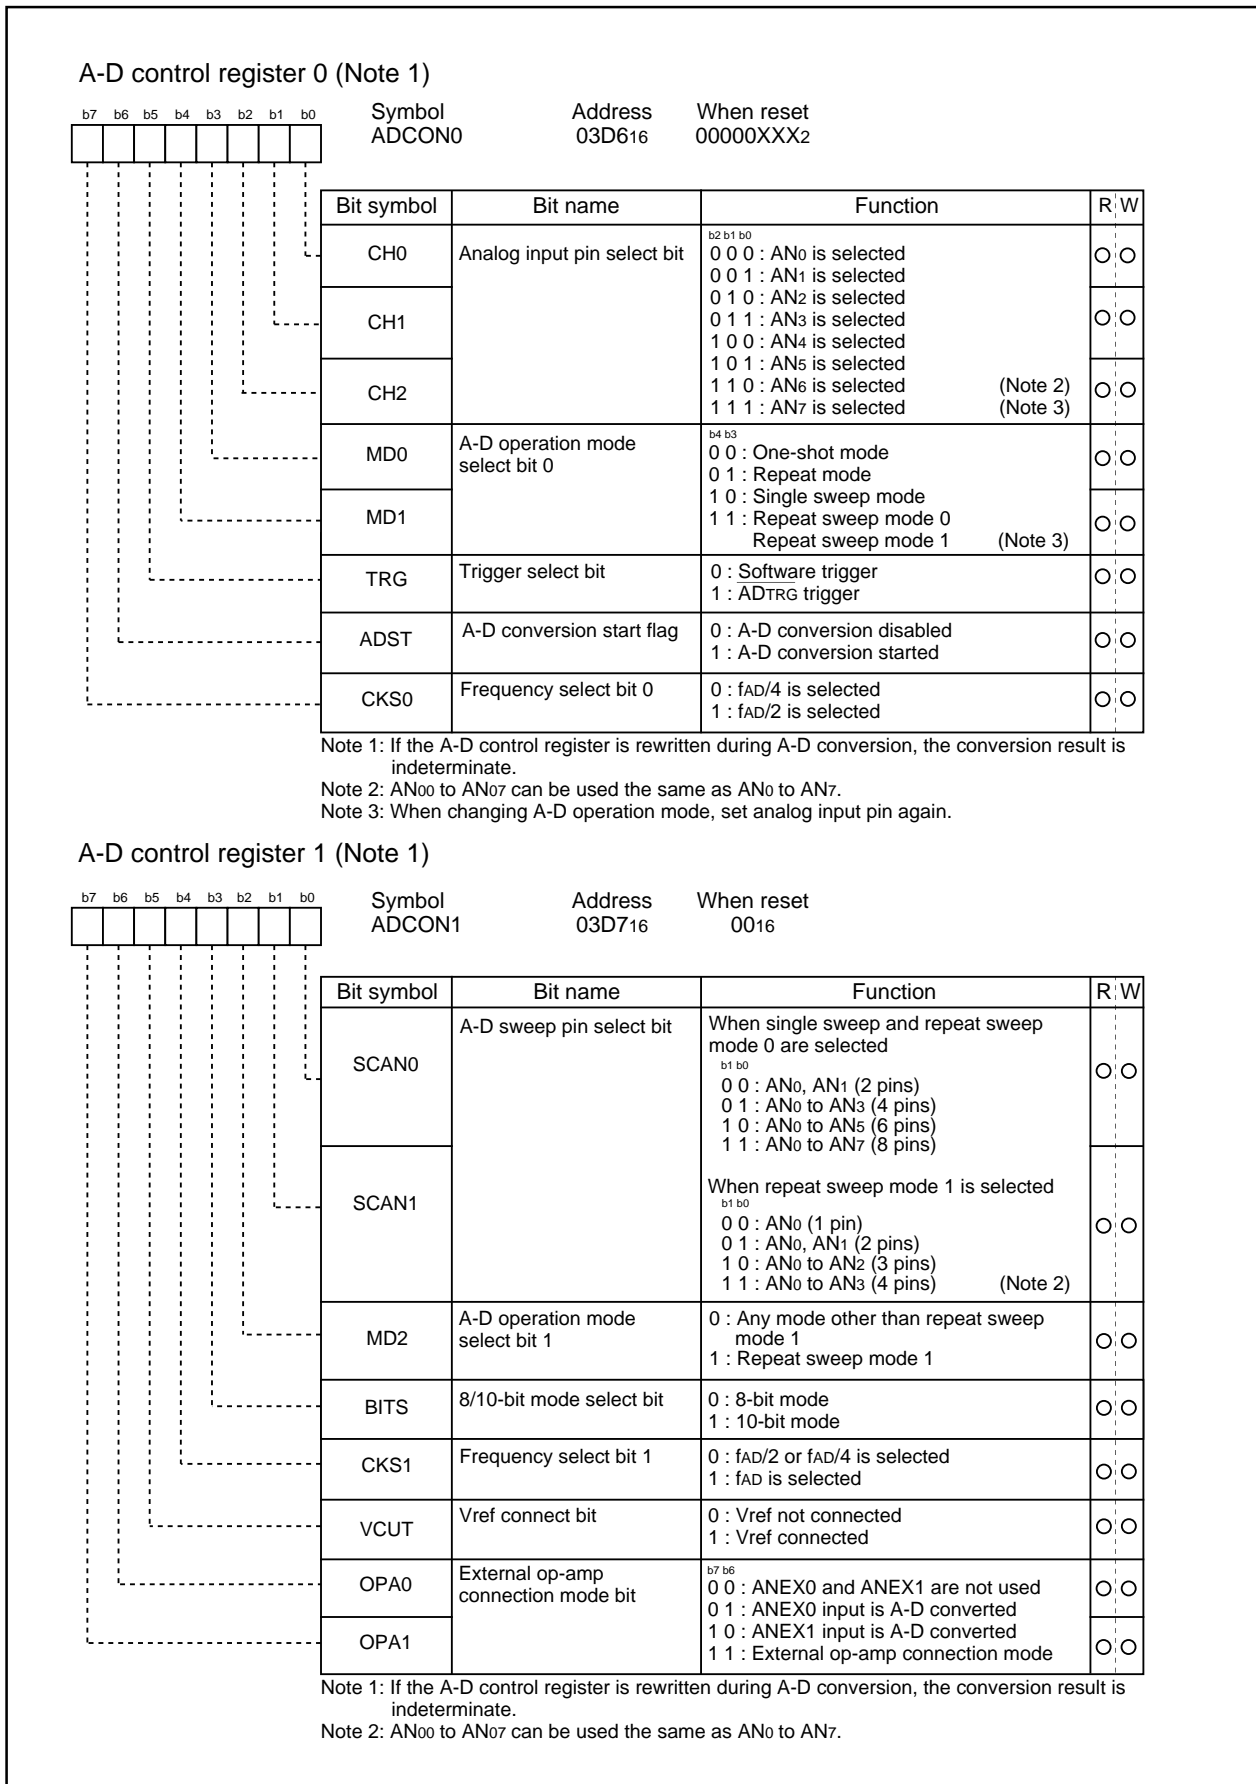 A-D control register 0 (Note 1)
b7 b6 b5 b4 b3 b2 b1 b0
Symbol Address When reset
ADCON0 03D616 00000XXX2
Bit symbol Bit name Function R W
CH0 Analog input pin select bit
b2 b1 b0
0 0 0 : AN0 is selected
0 0 1 : AN1 is selected
0 1 0 : AN2 is selected
CH1
0 1 1 : AN3 is selected
1 0 0 : AN4 is selected
1 0 1 : AN5 is selected
CH2
1 1 0 : AN6 is selected (Note 2)
1 1 1 : AN7 is selected (Note 3)
MD0 A-D operation mode
select bit 0
b4 b3
0 0 : One-shot mode
0 1 : Repeat mode
MD1
1 0 : Single sweep mode
1 1 : Repeat sweep mode 0
Repeat sweep mode 1 (Note 3)
TRG Trigger select bit 0 : Software trigger
1 : ADTRG trigger
ADST A-D conversion start flag 0 : A-D conversion disabled
1 : A-D conversion started
CKS0 Frequency select bit 0 0 : fAD/4 is selected
1 : fAD/2 is selected
Note 1: If the A-D control register is rewritten during A-D conversion, the conversion result is
indeterminate.
Note 2: AN00 to AN07 can be used the same as AN0 to AN7.
Note 3: When changing A-D operation mode, set analog input pin again.
A-D control register 1 (Note 1)
b7 b6 b5 b4 b3 b2 b1 b0
Symbol Address When reset
ADCON1 03D716 0016
Bit symbol Bit name Function R W
SCAN0 A-D sweep pin select bit
When single sweep and repeat sweep
mode 0 are selected
b1 b0
0 0 : AN0, AN1 (2 pins)
0 1 : AN0 to AN3 (4 pins)
1 0 : AN0 to AN5 (6 pins)
1 1 : AN0 to AN7 (8 pins)
SCAN1
When repeat sweep mode 1 is selected
b1 b0
0 0 : AN0 (1 pin)
0 1 : AN0, AN1 (2 pins)
1 0 : AN0 to AN2 (3 pins)
1 1 : AN0 to AN3 (4 pins) (Note 2)
MD2 A-D operation mode
select bit 1
0 : Any mode other than repeat sweep
mode 1
1 : Repeat sweep mode 1
BITS 8/10-bit mode select bit 0 : 8-bit mode
1 : 10-bit mode
CKS1 Frequency select bit 1 0 : fAD/2 or fAD/4 is selected
1 : fAD is selected
VCUT Vref connect bit 0 : Vref not connected
1 : Vref connected
OPA0 External op-amp
connection mode bit
b7 b6
0 0 : ANEX0 and ANEX1 are not used
0 1 : ANEX0 input is A-D converted
OPA1
1 0 : ANEX1 input is A-D converted
1 1 : External op-amp connection mode
Note 1: If the A-D control register is rewritten during A-D conversion, the conversion result is
indeterminate.
Note 2: AN00 to AN07 can be used the same as AN0 to AN7.